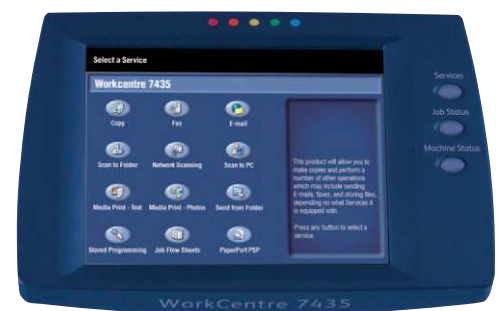 Select a Service
Workcentre 7435
Copy
Fax
E-mail
Scan to Folder
Network Scanning
Scan to PC
Media Print - Text
Media Print - Photos
Send from Folder
Stored Programming
Job Flow Sheets
PaperPort PSP
This product will allow you to
make copies and perform a
number of other operations
which may include sending
E-mails, faxes, and storing files,
depending on what Services it
is equipped with.
Press any button to select a
service.
Services
Job Status
Machine Status
WorkCentre 7435